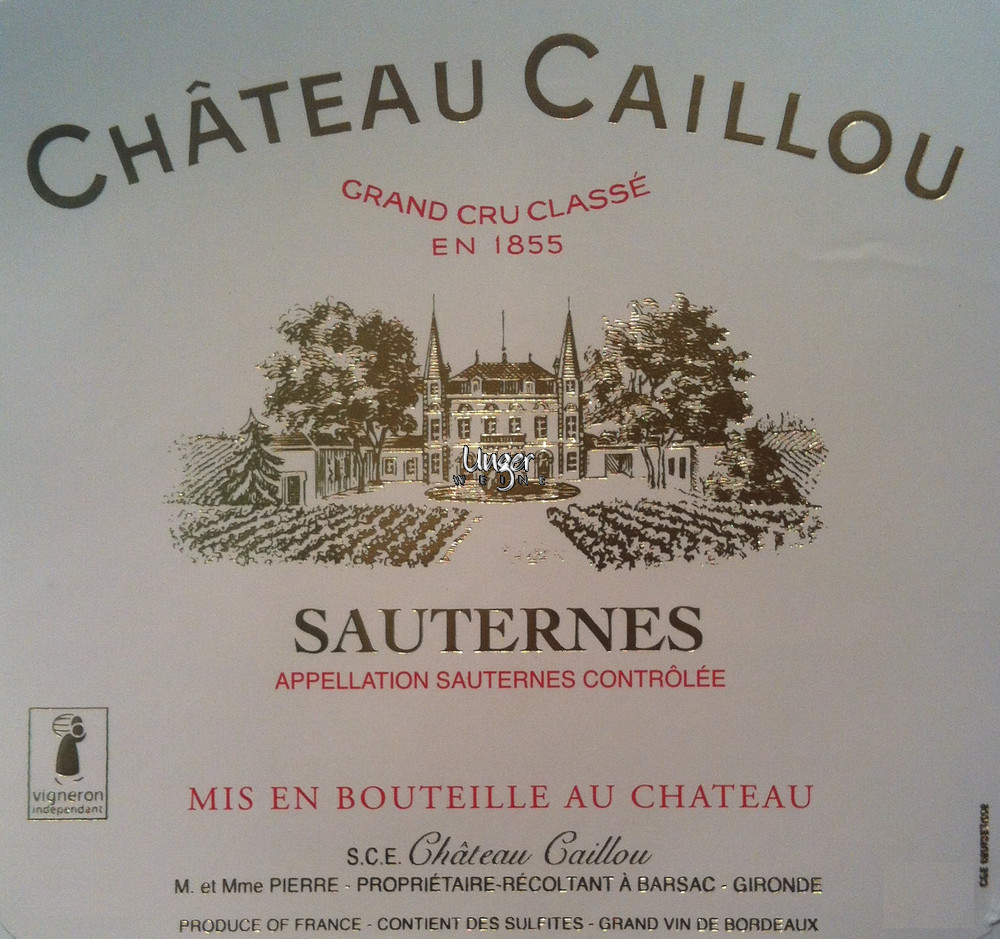 CHÂTEAU CAILLOU
GRAND CRU CLASSÉ
EN 1855
Unger
WEINE
SAUTERNES
APPELLATION SAUTERNES CONTRÔLÉE
vigneron
indépendant
MIS EN BOUTEILLE AU CHATEAU
S.C.E. Château Caillou
M. et Mme PIERRE - PROPRIÉTAIRE-RÉCOLTANT À BARSAC - GIRONDE
PRODUCE OF FRANCE - CONTIENT DES SULFITES - GRAND VIN DE BORDEAUX